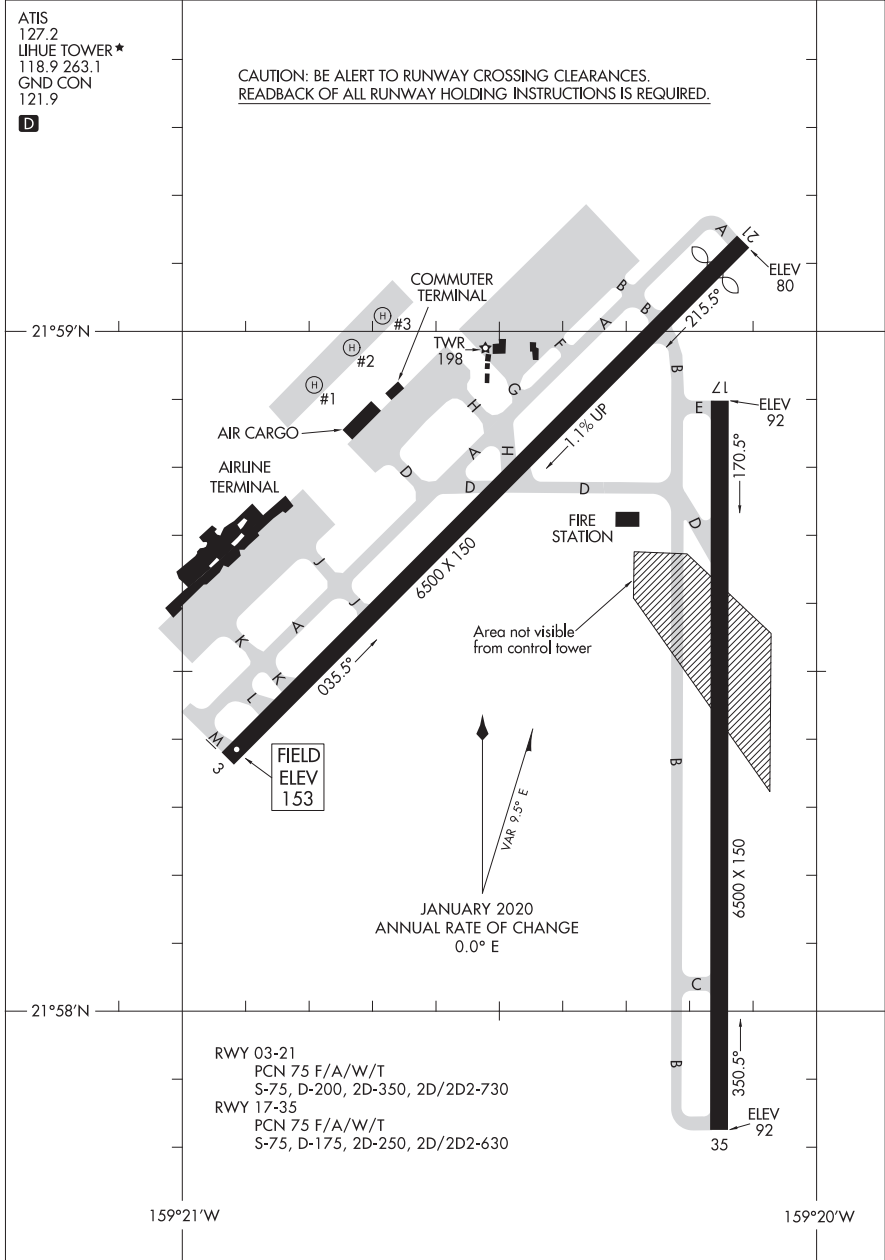 ATIS
127.2
LIHUE TOWER★
118.9 263.1
GND CON
121.9
D
CAUTION: BE ALERT TO RUNWAY CROSSING CLEARANCES.
READBACK OF ALL RUNWAY HOLDING INSTRUCTIONS IS REQUIRED.
A
21
ELEV
80
215.5°
COMMUTER
TERMINAL
B
B
A
F
21°59'N
H
#3
H
#2
H
#1
TWR
198
G
B
17
E
ELEV
92
170.5°
AIR CARGO
H
A
H
1.1% UP
AIRLINE
TERMINAL
D
D
D
D
FIRE
STATION
6500 X 150
J
J
Area not visible
from control tower
K
A
K
L
035.5°
M
3
FIELD
ELEV
153
VAR 9.5° E
B
6500 X 150
JANUARY 2020
ANNUAL RATE OF CHANGE
0.0° E
C
21°58'N
B
350.5°
RWY 03-21
PCN 75 F/A/W/T
S-75, D-200, 2D-350, 2D/2D2-730
RWY 17-35
PCN 75 F/A/W/T
S-75, D-175, 2D-250, 2D/2D2-630
ELEV
92
35
159°21'W
159°20'W